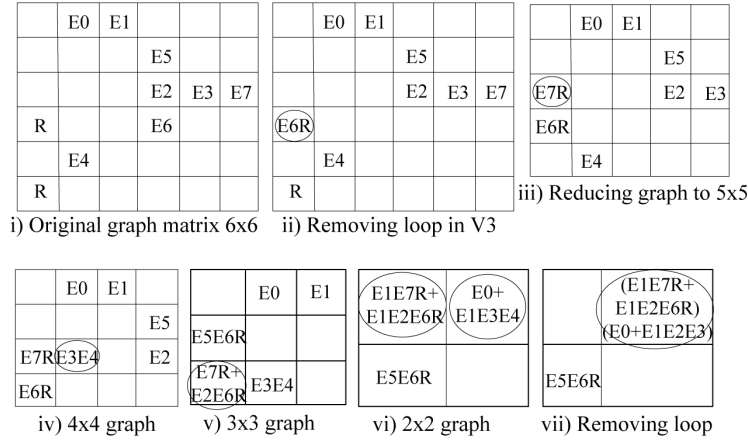 E0 E1
E5
E2 E3 E7
R E6
E4
R
i) Original graph matrix 6x6
E0 E1
E5
E2 E3 E7
E6R
E4
R
ii) Removing loop in V3
E0 E1
E5
E7R E2 E3
E6R
E4
iii) Reducing graph to 5x5
E0 E1
E5
E7R E3E4 E2
E6R
iv) 4x4 graph
E0 E1
E5E6R
E7R+
E2E6R E3E4
v) 3x3 graph
E1E7R+
E1E2E6R
E0+
E1E3E4
E5E6R
vi) 2x2 graph
(E1E7R+
E1E2E6R)
(E0+E1E2E3)
E5E6R
vii) Removing loop